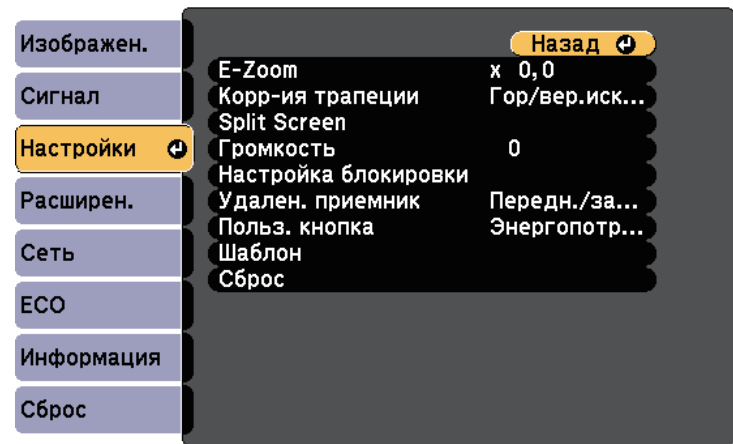 Изображен.
Сигнал
Настройки
Расширен.
Сеть
ECO
Информация
Сброс
Назад
E-Zoom x 0,0
Корр-ия трапеции Гор/вер.иск...
Split Screen
Громкость 0
Настройка блокировки
Удален. приемник Передн./за...
Польз. кнопка Энергопотр...
Шаблон
Сброс